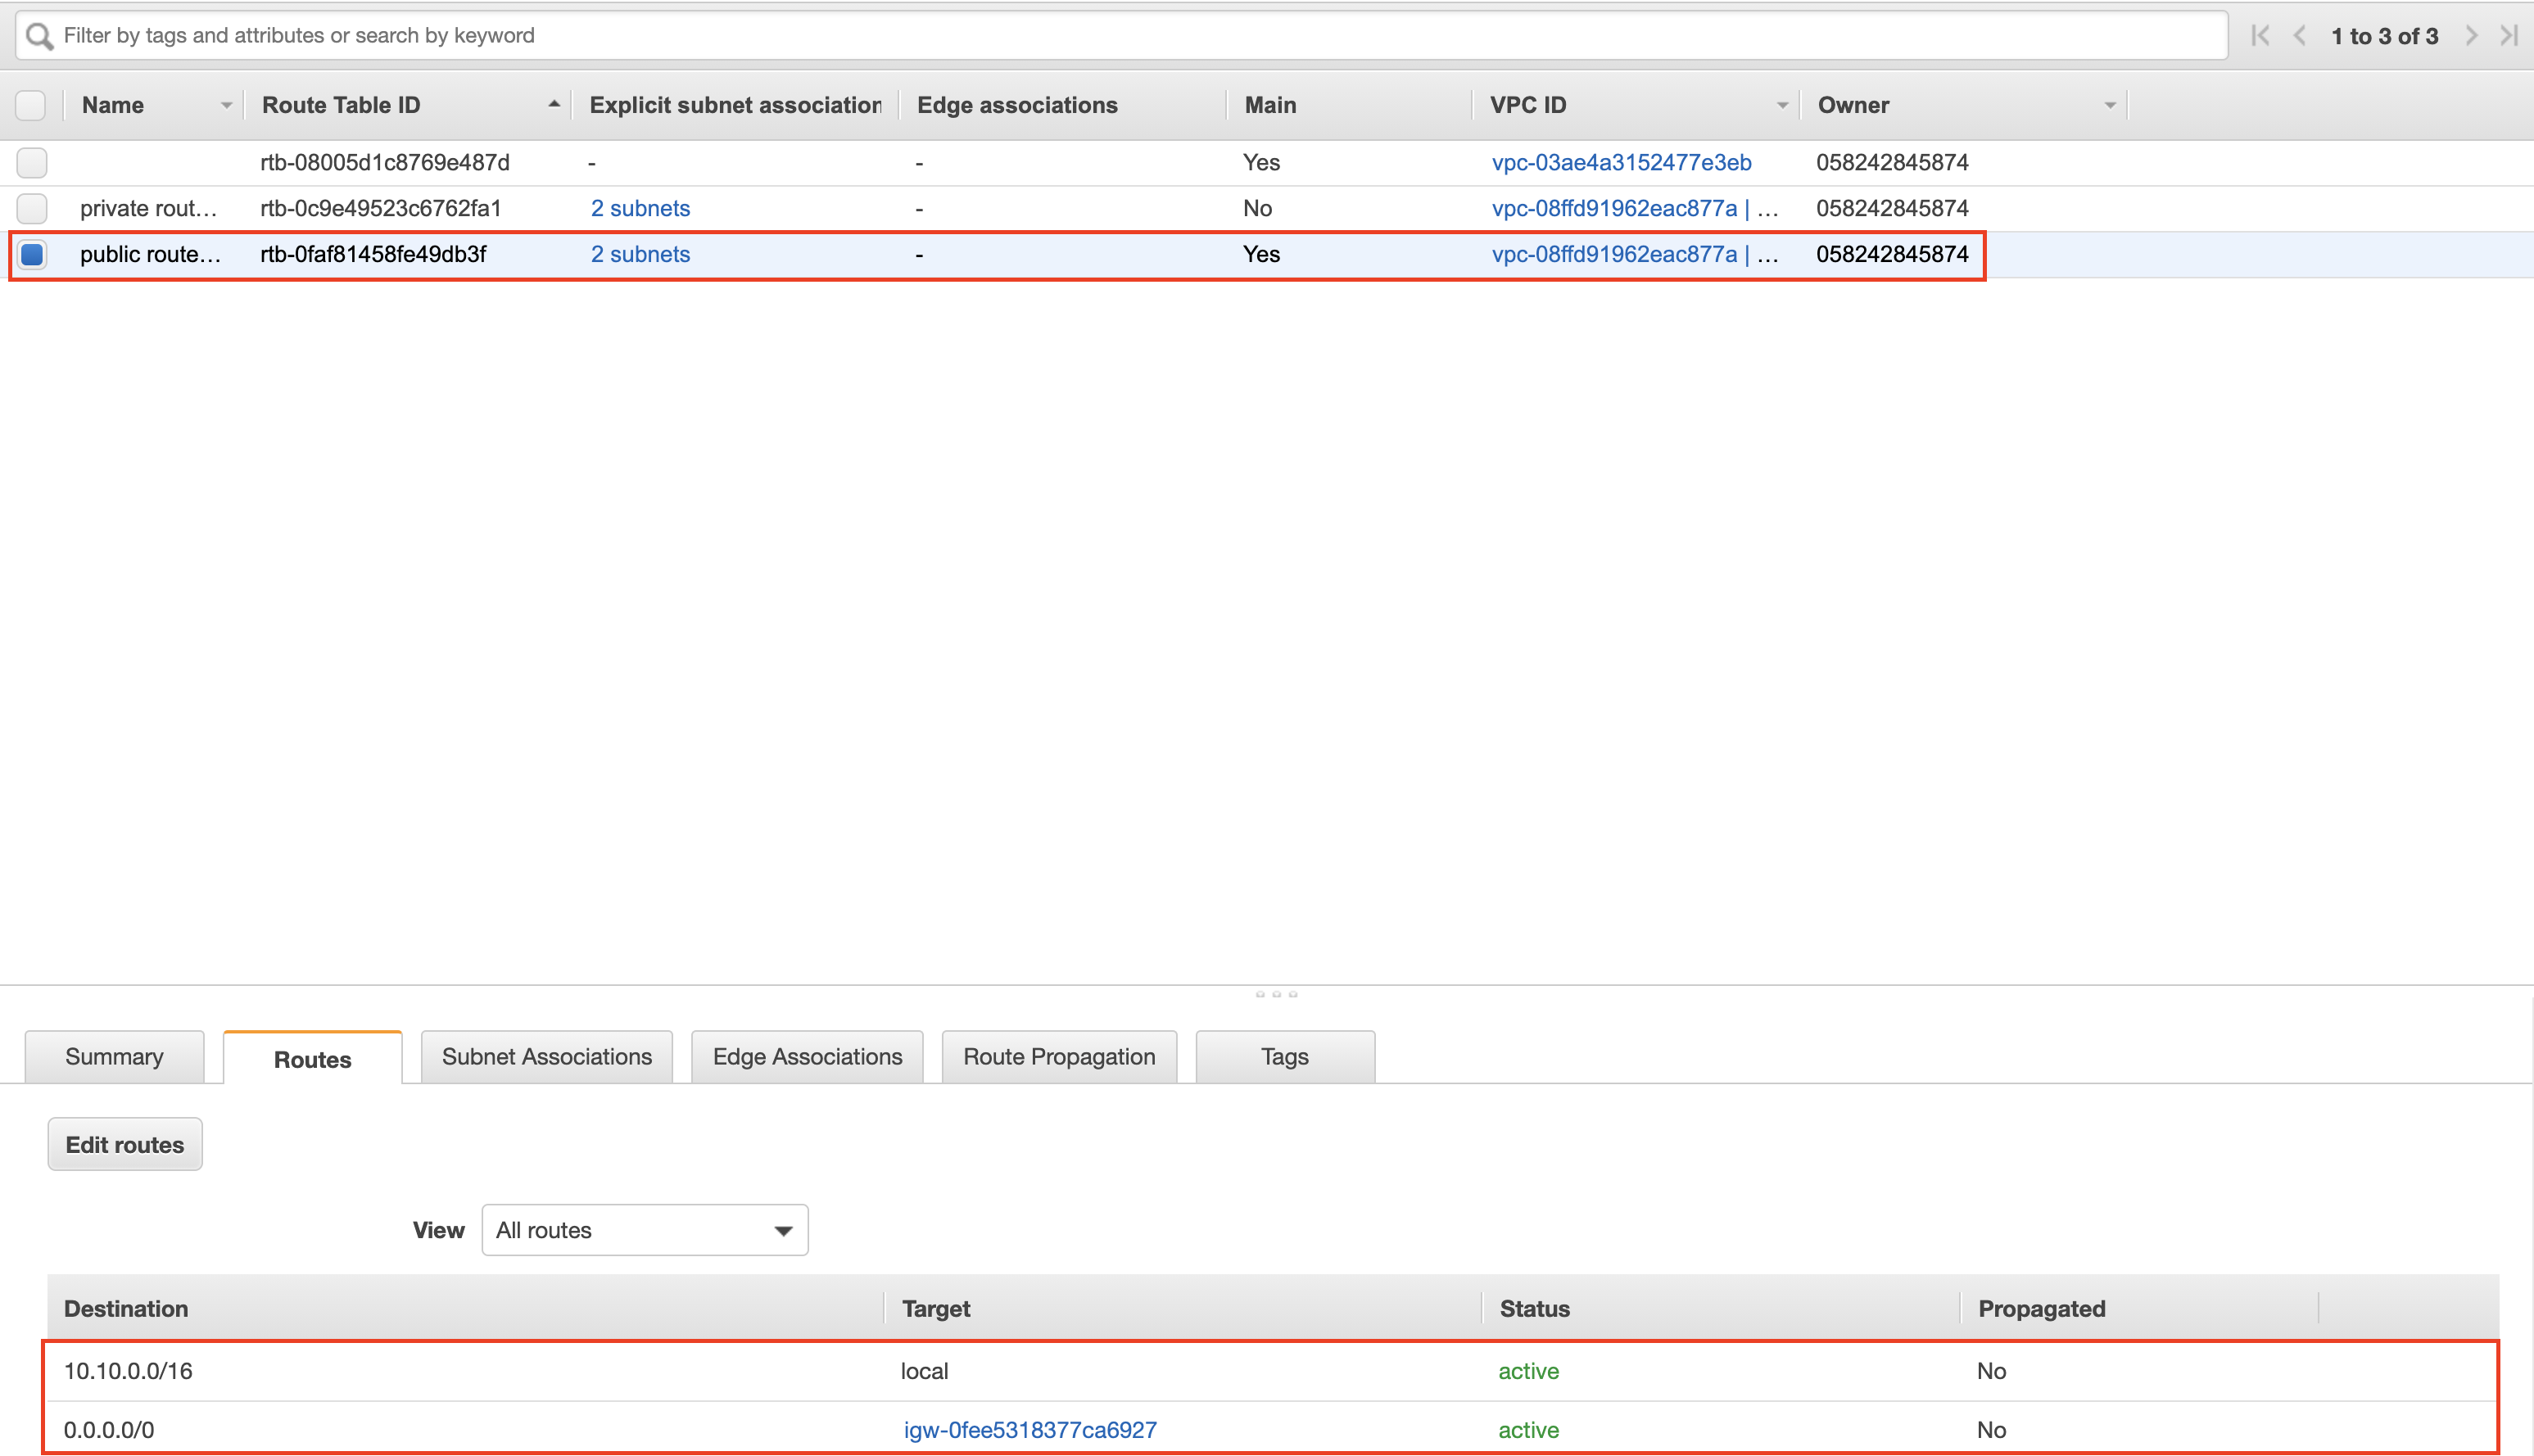 Filter by tags and attributes or search by keyword
1 to 3 of 3
Name Route Table ID Explicit subnet association Edge associations Main VPC ID Owner
rtb-08005d1c8769e487d - - Yes vpc-03ae4a3152477e3eb 058242845874
private rout… rtb-0c9e49523c6762fa1 2 subnets - No vpc-08ffd91962eac877a | … 058242845874
public route… rtb-0faf81458fe49db3f 2 subnets - Yes vpc-08ffd91962eac877a | … 058242845874
Summary Routes Subnet Associations Edge Associations Route Propagation Tags
Edit routes
View All routes
Destination Target Status Propagated
10.10.0.0/16 local active No
0.0.0.0/0 igw-0fee5318377ca6927 active No